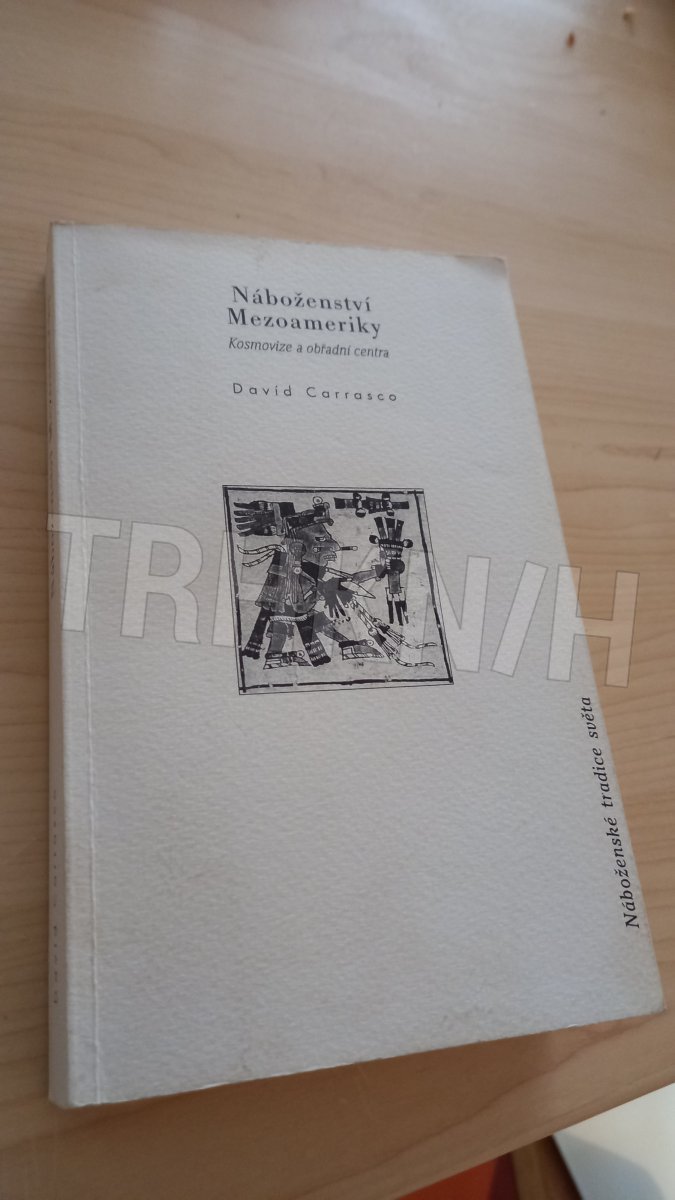 Náboženství
Mezoameriky
Kosmovize a obřadní centra
David Carrasco
Náboženské tradice světa